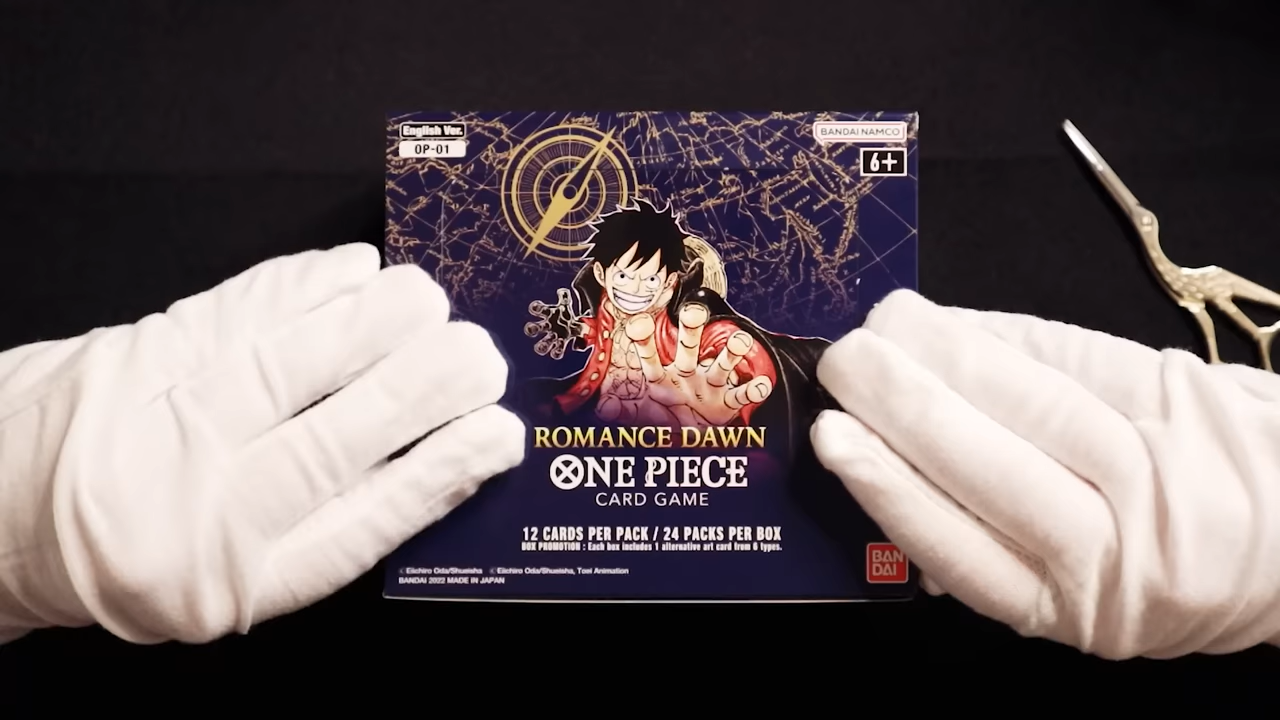 English Ver.
OP-01
BANDAI NAMCO
6+
ROMANCE DAWN
ONE PIECE
CARD GAME
12 CARDS PER PACK / 24 PACKS PER BOX
BOX PROMOTION : Each box includes 1 alternative art card from 6 types.
Eiichiro Oda/Shueisha Eiichiro Oda/Shueisha, Toei Animation
BANDAI 2022 MADE IN JAPAN
BAN
DAI